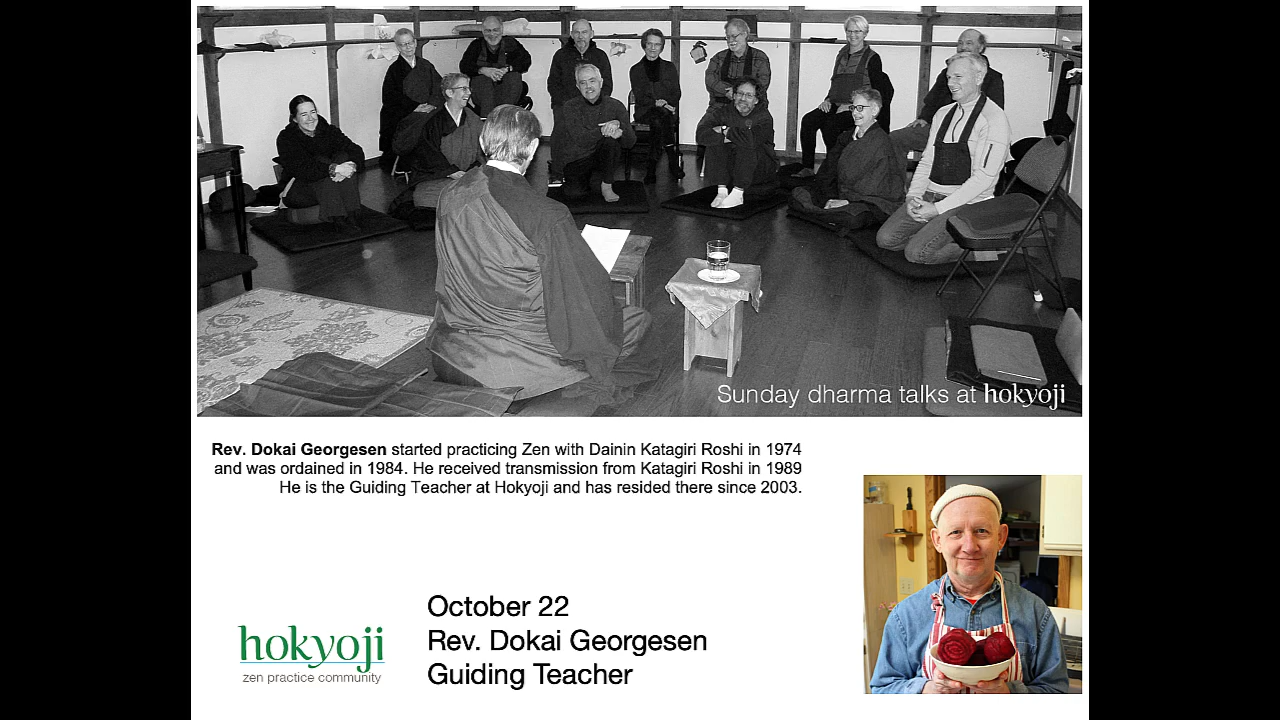 Sunday dharma talks at hokyoji
Rev. Dokai Georgesen started practicing Zen with Dainin Katagiri Roshi in 1974
and was ordained in 1984. He received transmission from Katagiri Roshi in 1989
He is the Guiding Teacher at Hokyoji and has resided there since 2003.
October 22
Rev. Dokai Georgesen
Guiding Teacher
hokyoji
zen practice community